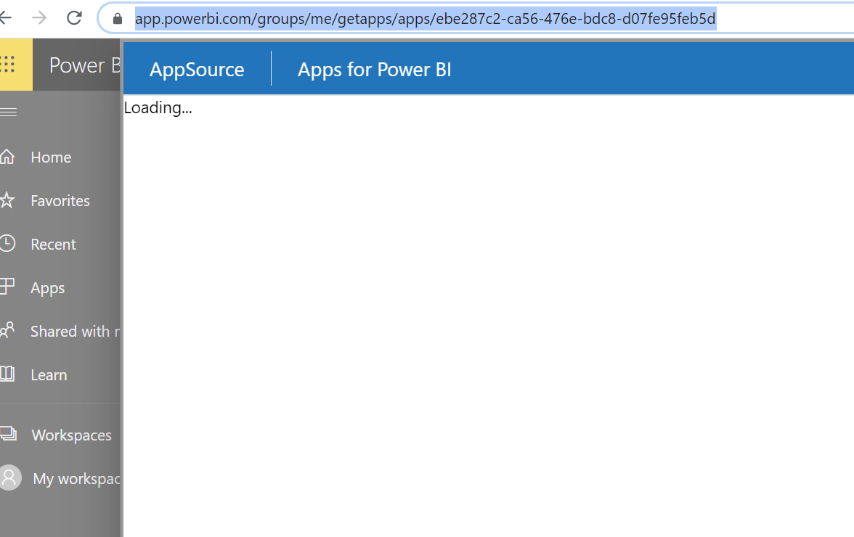 app.powerbi.com/groups/me/getapps/apps/ebe287c2-ca56-476e-bdc8-d07fe95feb5d
Power B
AppSource
Apps for Power BI
Loading...
Home
Favorites
Recent
Apps
Shared with r
Learn
Workspaces
My workspac